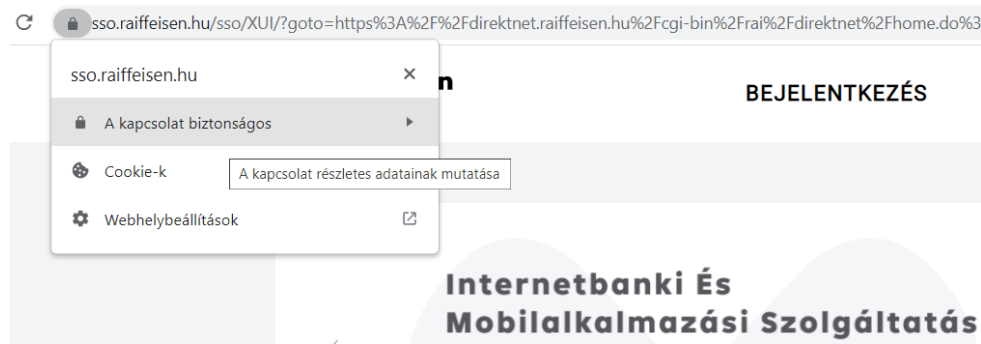 sso.raiffeisen.hu/sso/XUI/?goto=https%3A%2F%2Fdirektnet.raiffeisen.hu%2Fcgi-bin%2Frai%2Fdirektnet%2Fhome.do%3
sso.raiffeisen.hu
n
BEJELENTKEZÉS
A kapcsolat biztonságos
Cookie-k
A kapcsolat részletes adatainak mutatása
Webhelybeállítások
Internetbanki És
Mobilalkalmazási Szolgáltatás